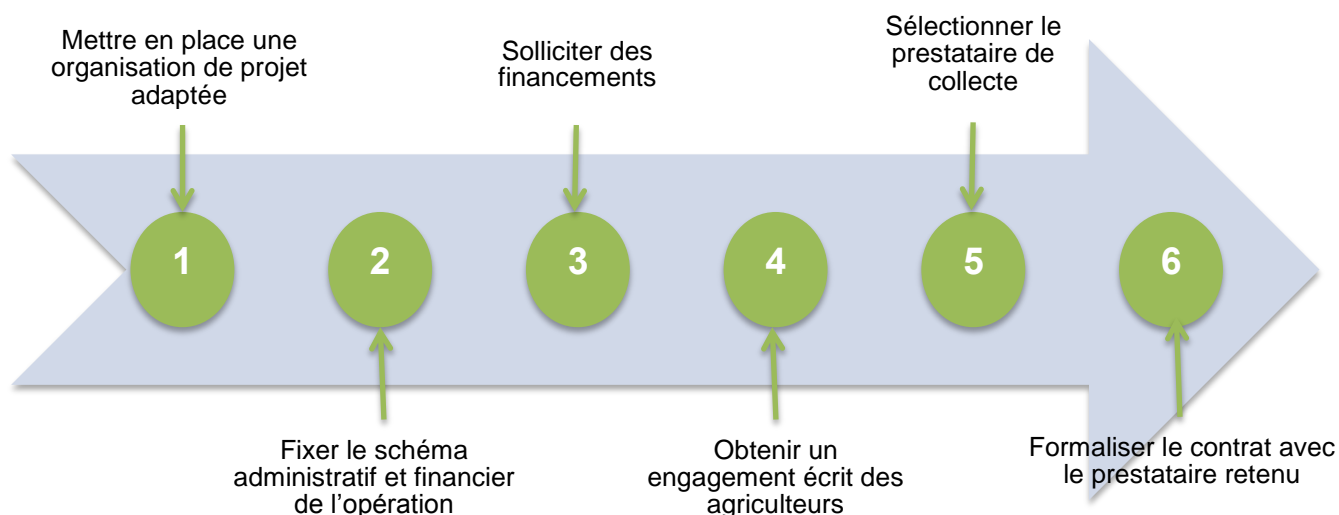 Mettre en place une
organisation de projet
adaptée
Solliciter des
financements
Sélectionner le
prestataire de
collecte
1
2
3
4
5
6
Fixer le schéma
administratif et financier
de l’opération
Obtenir un
engagement écrit des
agriculteurs
Formaliser le contrat avec
le prestataire retenu